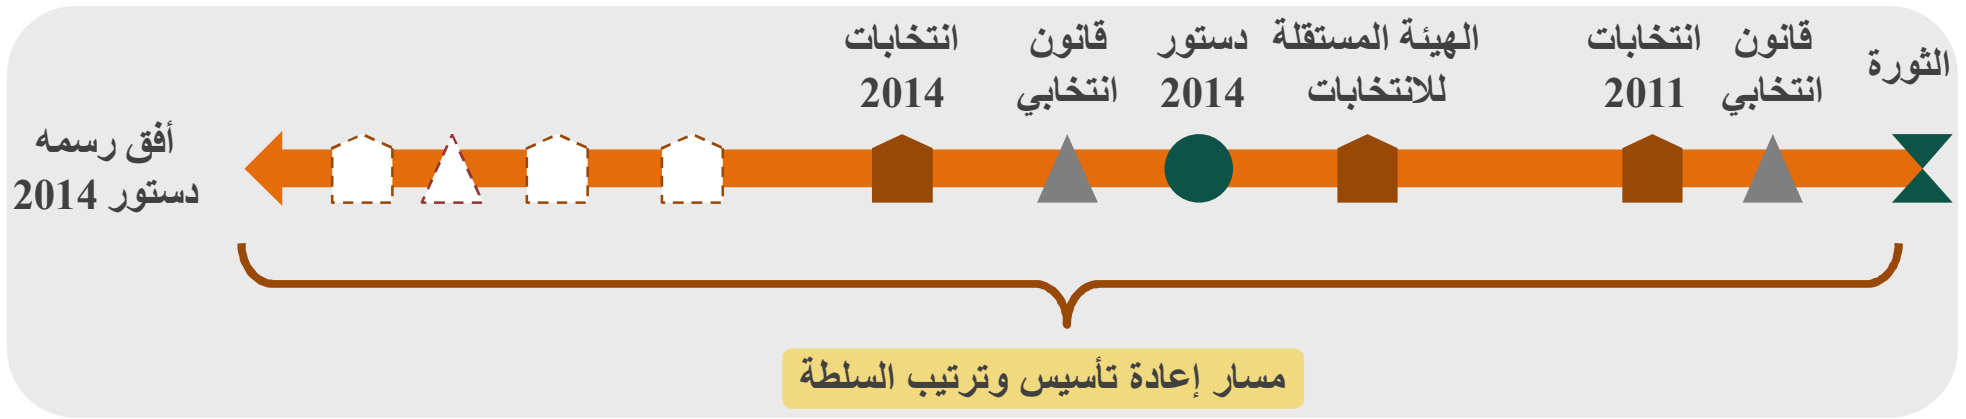 الثورة
قانون
انتخابي
انتخابات
2011
الهيئة المستقلة
للانتخابات
دستور
2014
قانون
انتخابي
انتخابات
2014
أفق رسمه
دستور 2014
مسار إعادة تأسيس وترتيب السلطة